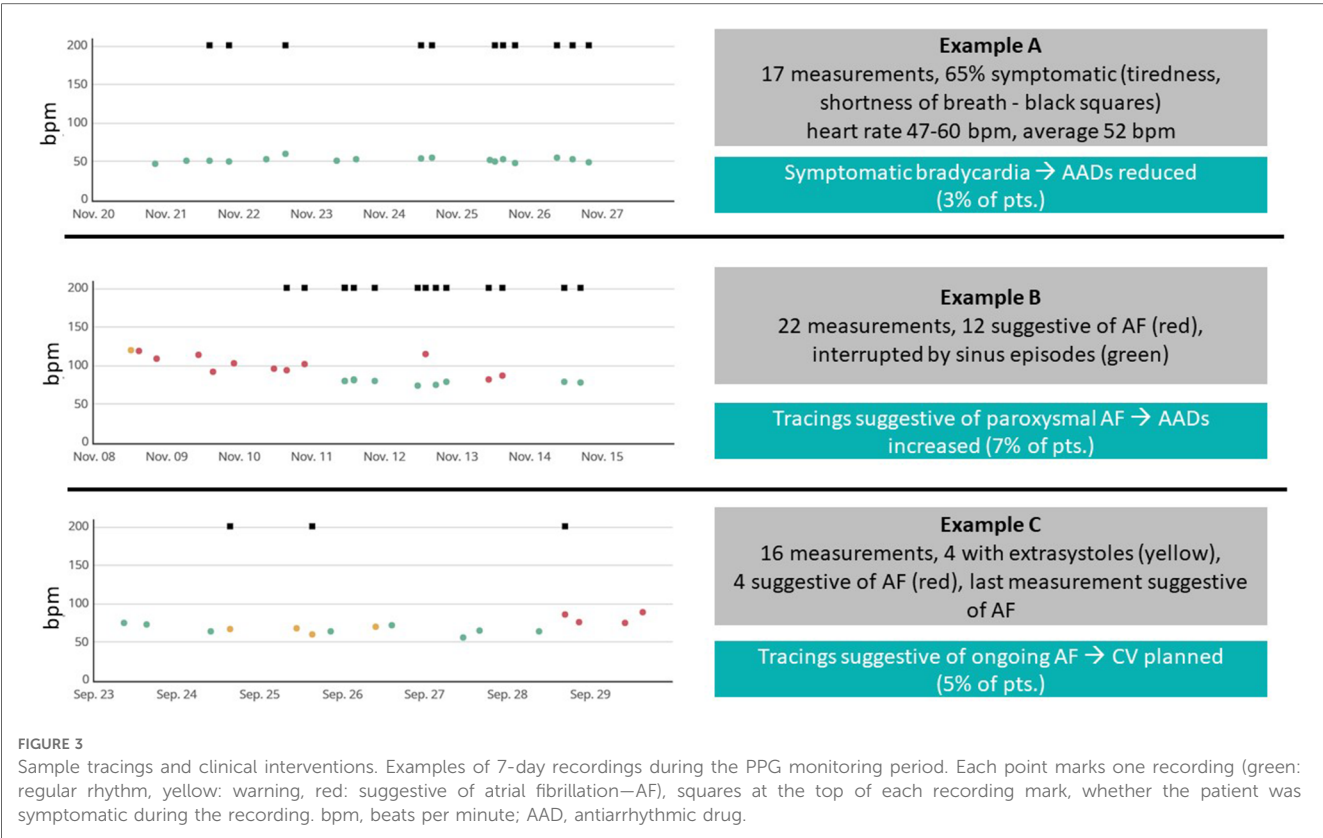 200
150
100
50
0
bpm
Nov. 20 Nov. 21 Nov. 22 Nov. 23 Nov. 24 Nov. 25 Nov. 26 Nov. 27
Example A
17 measurements, 65% symptomatic (tiredness,
shortness of breath - black squares)
heart rate 47-60 bpm, average 52 bpm
Symptomatic bradycardia → AADs reduced
(3% of pts.)
200
150
100
50
0
bpm
Nov. 08 Nov. 09 Nov. 10 Nov. 11 Nov. 12 Nov. 13 Nov. 14 Nov. 15
Example B
22 measurements, 12 suggestive of AF (red),
interrupted by sinus episodes (green)
Tracings suggestive of paroxysmal AF → AADs
increased (7% of pts.)
200
150
100
50
0
bpm
Sep. 23 Sep. 24 Sep. 25 Sep. 26 Sep. 27 Sep. 28 Sep. 29
Example C
16 measurements, 4 with extrasystoles (yellow),
4 suggestive of AF (red), last measurement suggestive
of AF
Tracings suggestive of ongoing AF → CV planned
(5% of pts.)
FIGURE 3
Sample tracings and clinical interventions. Examples of 7-day recordings during the PPG monitoring period. Each point marks one recording (green:
regular rhythm, yellow: warning, red: suggestive of atrial fibrillation—AF), squares at the top of each recording mark, whether the patient was
symptomatic during the recording. bpm, beats per minute; AAD, antiarrhythmic drug.